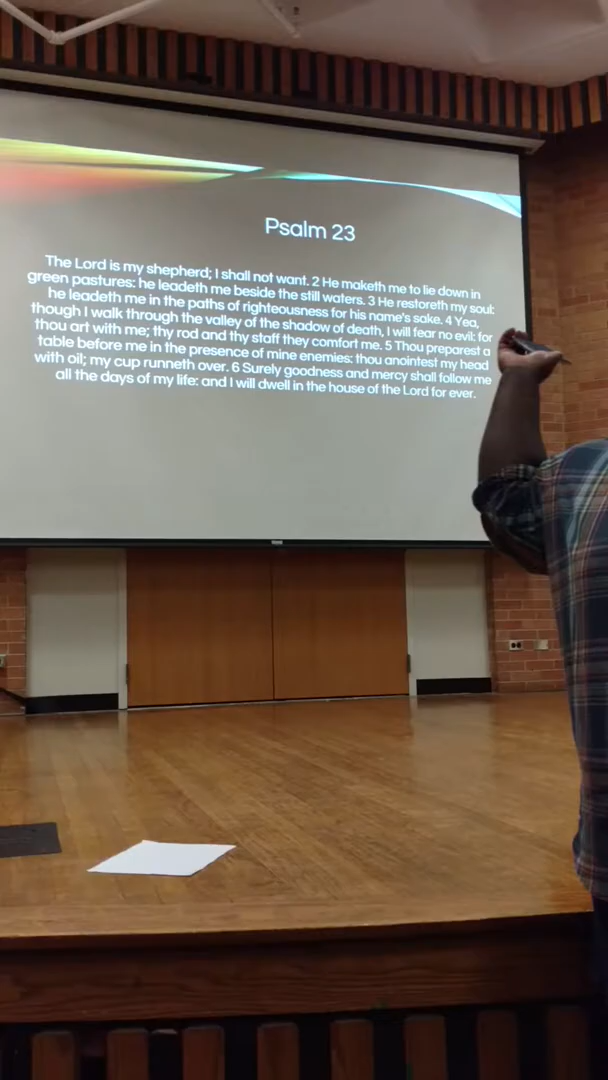 Psalm 23
The Lord is my shepherd; I shall not want. 2 He maketh me to lie down in
green pastures: he leadeth me beside the still waters. 3 He restoreth my soul:
he leadeth me in the paths of righteousness for his name's sake. 4 Yea,
though I walk through the valley of the shadow of death, I will fear no evil: for
thou art with me; thy rod and thy staff they comfort me. 5 Thou preparest a
table before me in the presence of mine enemies: thou anointest my head
with oil; my cup runneth over. 6 Surely goodness and mercy shall follow me
all the days of my life: and I will dwell in the house of the Lord for ever.